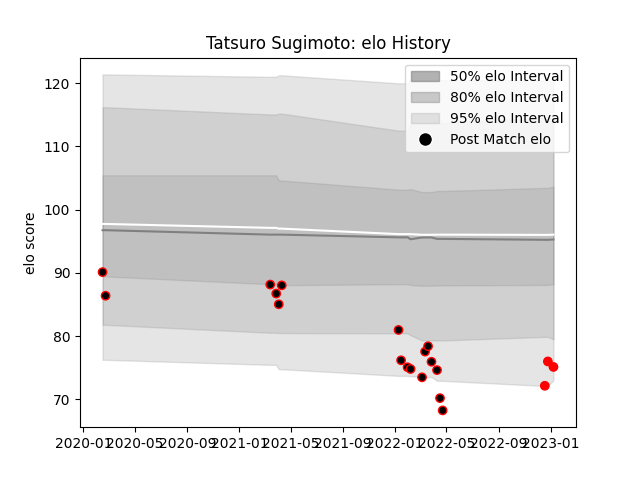 Tatsuro Sugimoto: elo History
50% elo Interval
80% elo Interval
95% elo Interval
Post Match elo
elo score
120
110
100
90
80
70
2020-01 2020-05 2020-09 2021-01 2021-05 2021-09 2022-01 2022-05 2022-09 2023-01